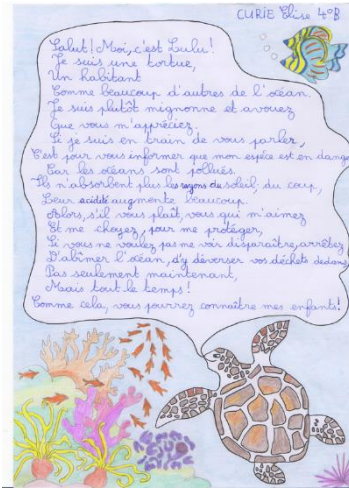 CURIE Elise 4°B
Salut! Moi, c'est Lulu!
Je suis une tortue,
Un habitant
Comme beaucoup d'autres de l'océan.
Je suis plutôt mignonne et avouez
Que vous m'appréciez,
Si je suis en train de vous parler,
C'est pour vous informer que mon espèce est en danger
Car les océans sont pollués.
Ils n'absorbent plus les rayons de soleil, du coup,
Leur acidité augmente beaucoup.
Alors, s'il vous plaît, vous qui m'aimez
Et me choyez, pour me protéger,
Si vous ne voulez pas me voir disparaître, arrêtez
D'abîmer l'océan, d'y déverser vos déchets dedans,
Pas seulement maintenant,
Mais tout le temps!
Comme cela, vous pourrez connaître mes enfants!